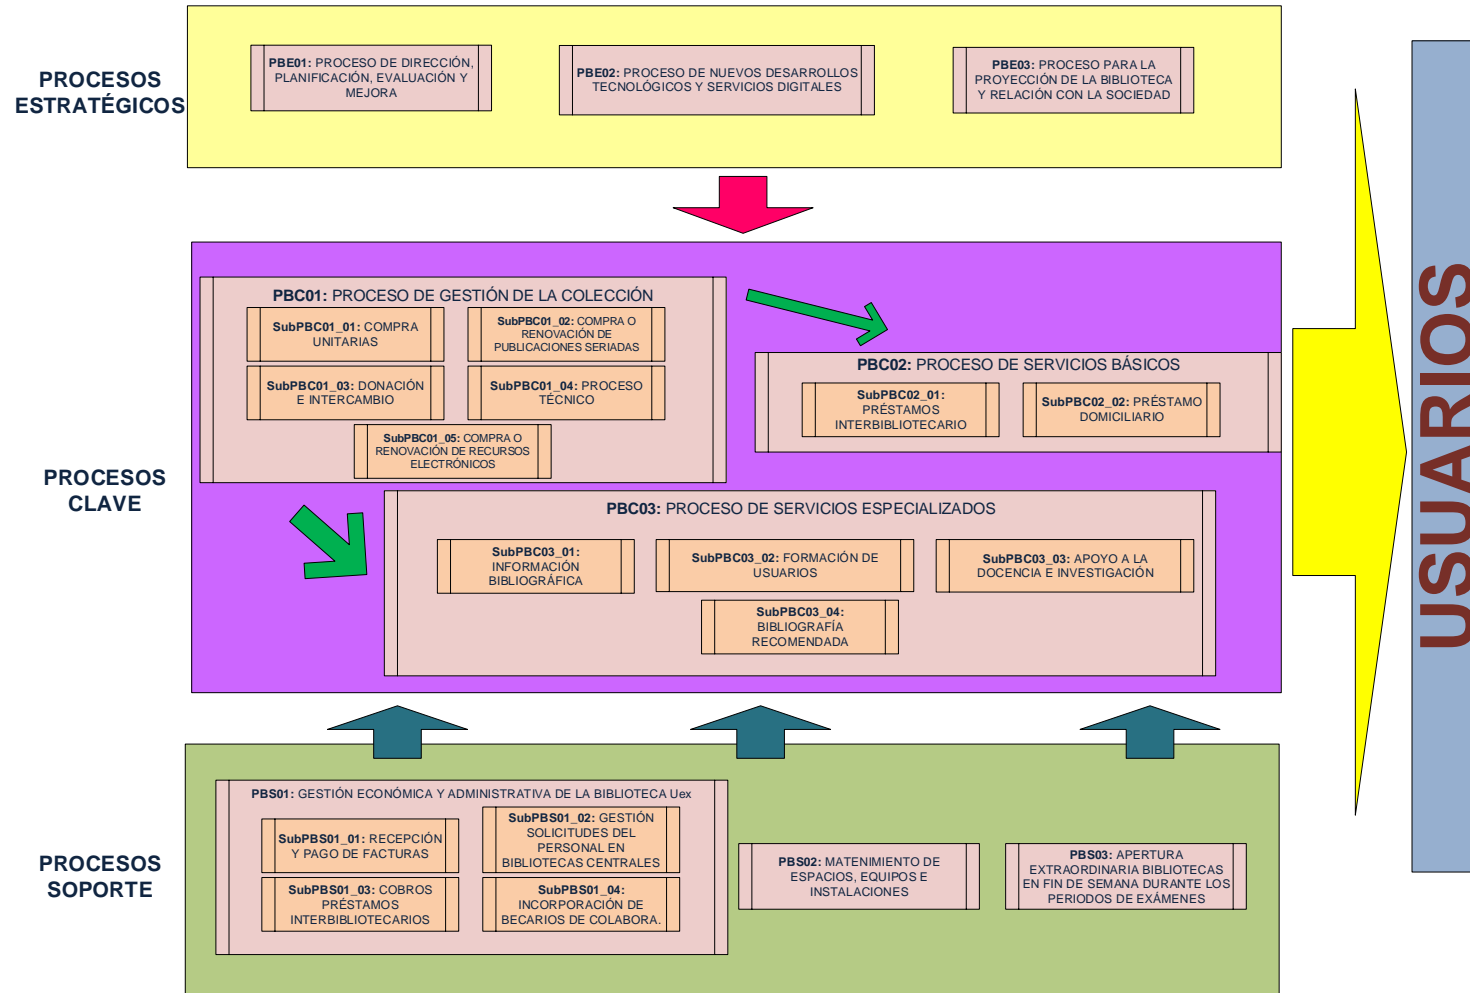 PROCESOS
ESTRATÉGICOS
PBE01: PROCESO DE DIRECCIÓN,
PLANIFICACIÓN, EVALUACIÓN Y
MEJORA
PBE02: PROCESO DE NUEVOS DESARROLLOS
TECNOLÓGICOS Y SERVICIOS DIGITALES
PBE03: PROCESO PARA LA
PROYECCIÓN DE LA BIBLIOTECA
Y RELACIÓN CON LA SOCIEDAD
PROCESOS
CLAVE
PBC01: PROCESO DE GESTIÓN DE LA COLECCIÓN
SubPBC01_01: COMPRA
UNITARIAS
SubPBC01_02: COMPRA O
RENOVACIÓN DE
PUBLICACIONES SERIADAS
SubPBC01_03: DONACIÓN
E INTERCAMBIO
SubPBC01_04: PROCESO
TÉCNICO
SubPBC01_05: COMPRA O
RENOVACIÓN DE RECURSOS
ELECTRÓNICOS
PBC02: PROCESO DE SERVICIOS BÁSICOS
SubPBC02_01:
PRÉSTAMOS
INTERBIBLIOTECARIO
SubPBC02_02: PRÉSTAMO
DOMICILIARIO
PBC03: PROCESO DE SERVICIOS ESPECIALIZADOS
SubPBC03_01:
INFORMACIÓN
BIBLIOGRÁFICA
SubPBC03_02: FORMACIÓN DE
USUARIOS
SubPBC03_03: APOYO A LA
DOCENCIA E INVESTIGACIÓN
SubPBC03_04:
BIBLIOGRAFÍA
RECOMENDADA
PROCESOS
SOPORTE
PBS01: GESTIÓN ECONÓMICA Y ADMINISTRATIVA DE LA BIBLIOTECA Uex
SubPBS01_01: RECEPCIÓN
Y PAGO DE FACTURAS
SubPBS01_02: GESTIÓN
SOLICITUDES DEL
PERSONAL EN
BIBLIOTECAS CENTRALES
SubPBS01_03: COBROS
PRÉSTAMOS
INTERBIBLIOTECARIOS
SubPBS01_04:
INCORPORACIÓN DE
BECARIOS DE COLABORA.
PBS02: MATENIMIENTO DE
ESPACIOS, EQUIPOS E
INSTALACIONES
PBS03: APERTURA
EXTRAORDINARIA BIBLIOTECAS
EN FIN DE SEMANA DURANTE LOS
PERIODOS DE EXÁMENES
USUARIOS